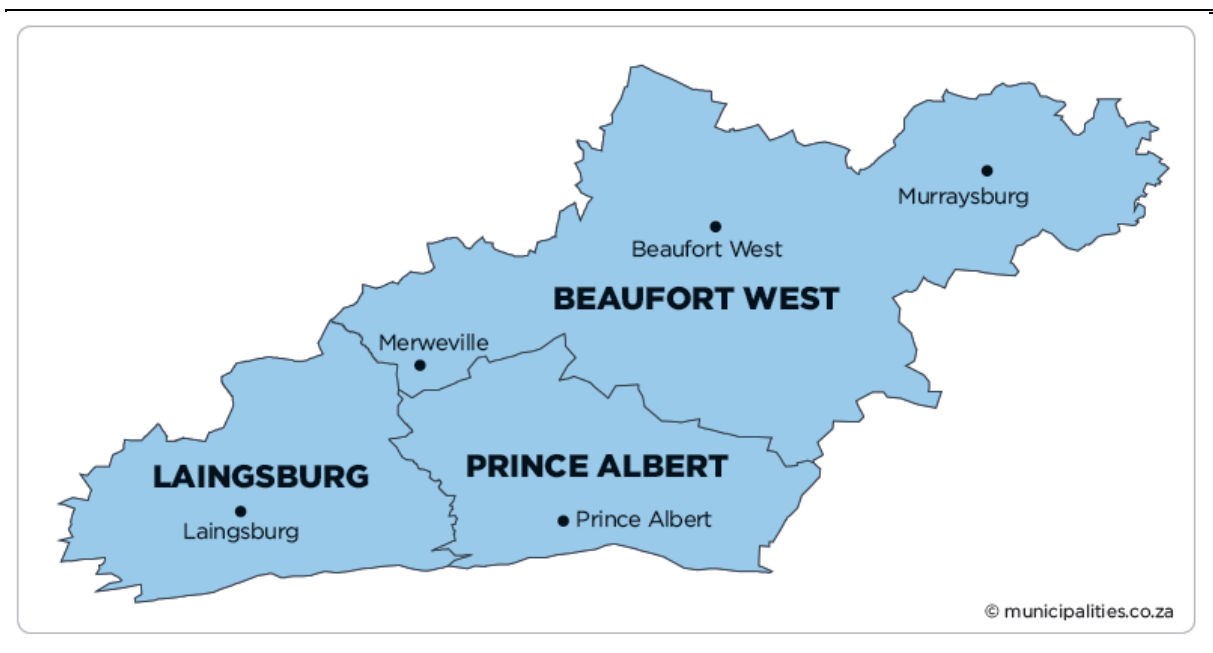 Murraysburg
Beaufort West
BEAUFORT WEST
Merweville
LAINGSBURG
PRINCE ALBERT
Laingsburg
Prince Albert
© municipalities.co.za